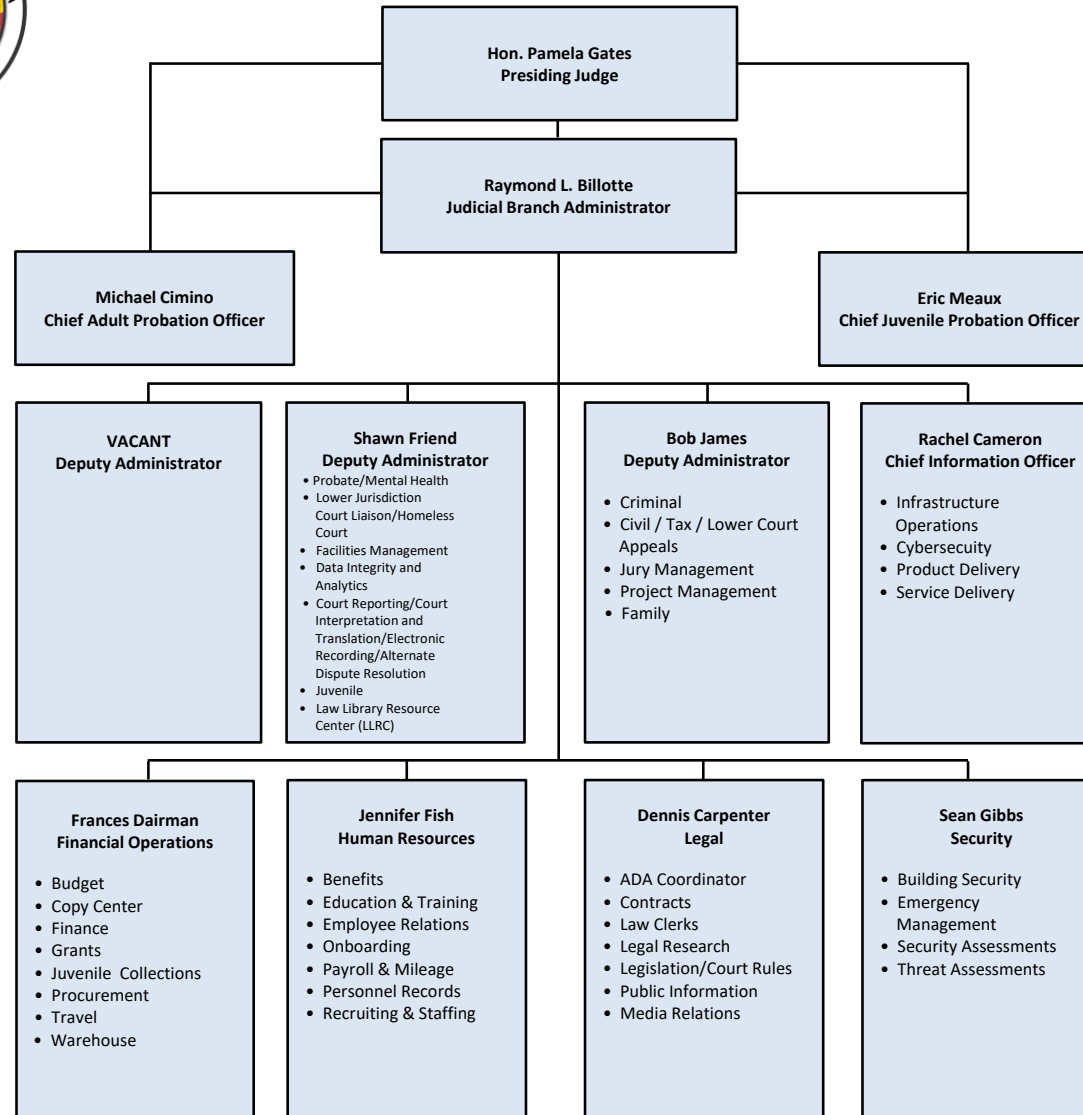 Hon. Pamela Gates
Presiding Judge
Raymond L. Billotte
Judicial Branch Administrator
Michael Cimino
Chief Adult Probation Officer
Eric Meaux
Chief Juvenile Probation Officer
VACANT
Deputy Administrator
Shawn Friend
Deputy Administrator
• Probate/Mental Health
• Lower Jurisdiction
Court Liaison/Homeless
Court
• Facilities Management
• Data Integrity and
Analytics
• Court Reporting/Court
Interpretation and
Translation/Electronic
Recording/Alternate
Dispute Resolution
• Juvenile
• Law Library Resource
Center (LLRC)
Bob James
Deputy Administrator
• Criminal
• Civil / Tax / Lower Court
Appeals
• Jury Management
• Project Management
• Family
Rachel Cameron
Chief Information Officer
• Infrastructure
Operations
• Cybersecuity
• Product Delivery
• Service Delivery
Frances Dairman
Financial Operations
• Budget
• Copy Center
• Finance
• Grants
• Juvenile Collections
• Procurement
• Travel
• Warehouse
Jennifer Fish
Human Resources
• Benefits
• Education & Training
• Employee Relations
• Onboarding
• Payroll & Mileage
• Personnel Records
• Recruiting & Staffing
Dennis Carpenter
Legal
• ADA Coordinator
• Contracts
• Law Clerks
• Legal Research
• Legislation/Court Rules
• Public Information
• Media Relations
Sean Gibbs
Security
• Building Security
• Emergency
Management
• Security Assessments
• Threat Assessments